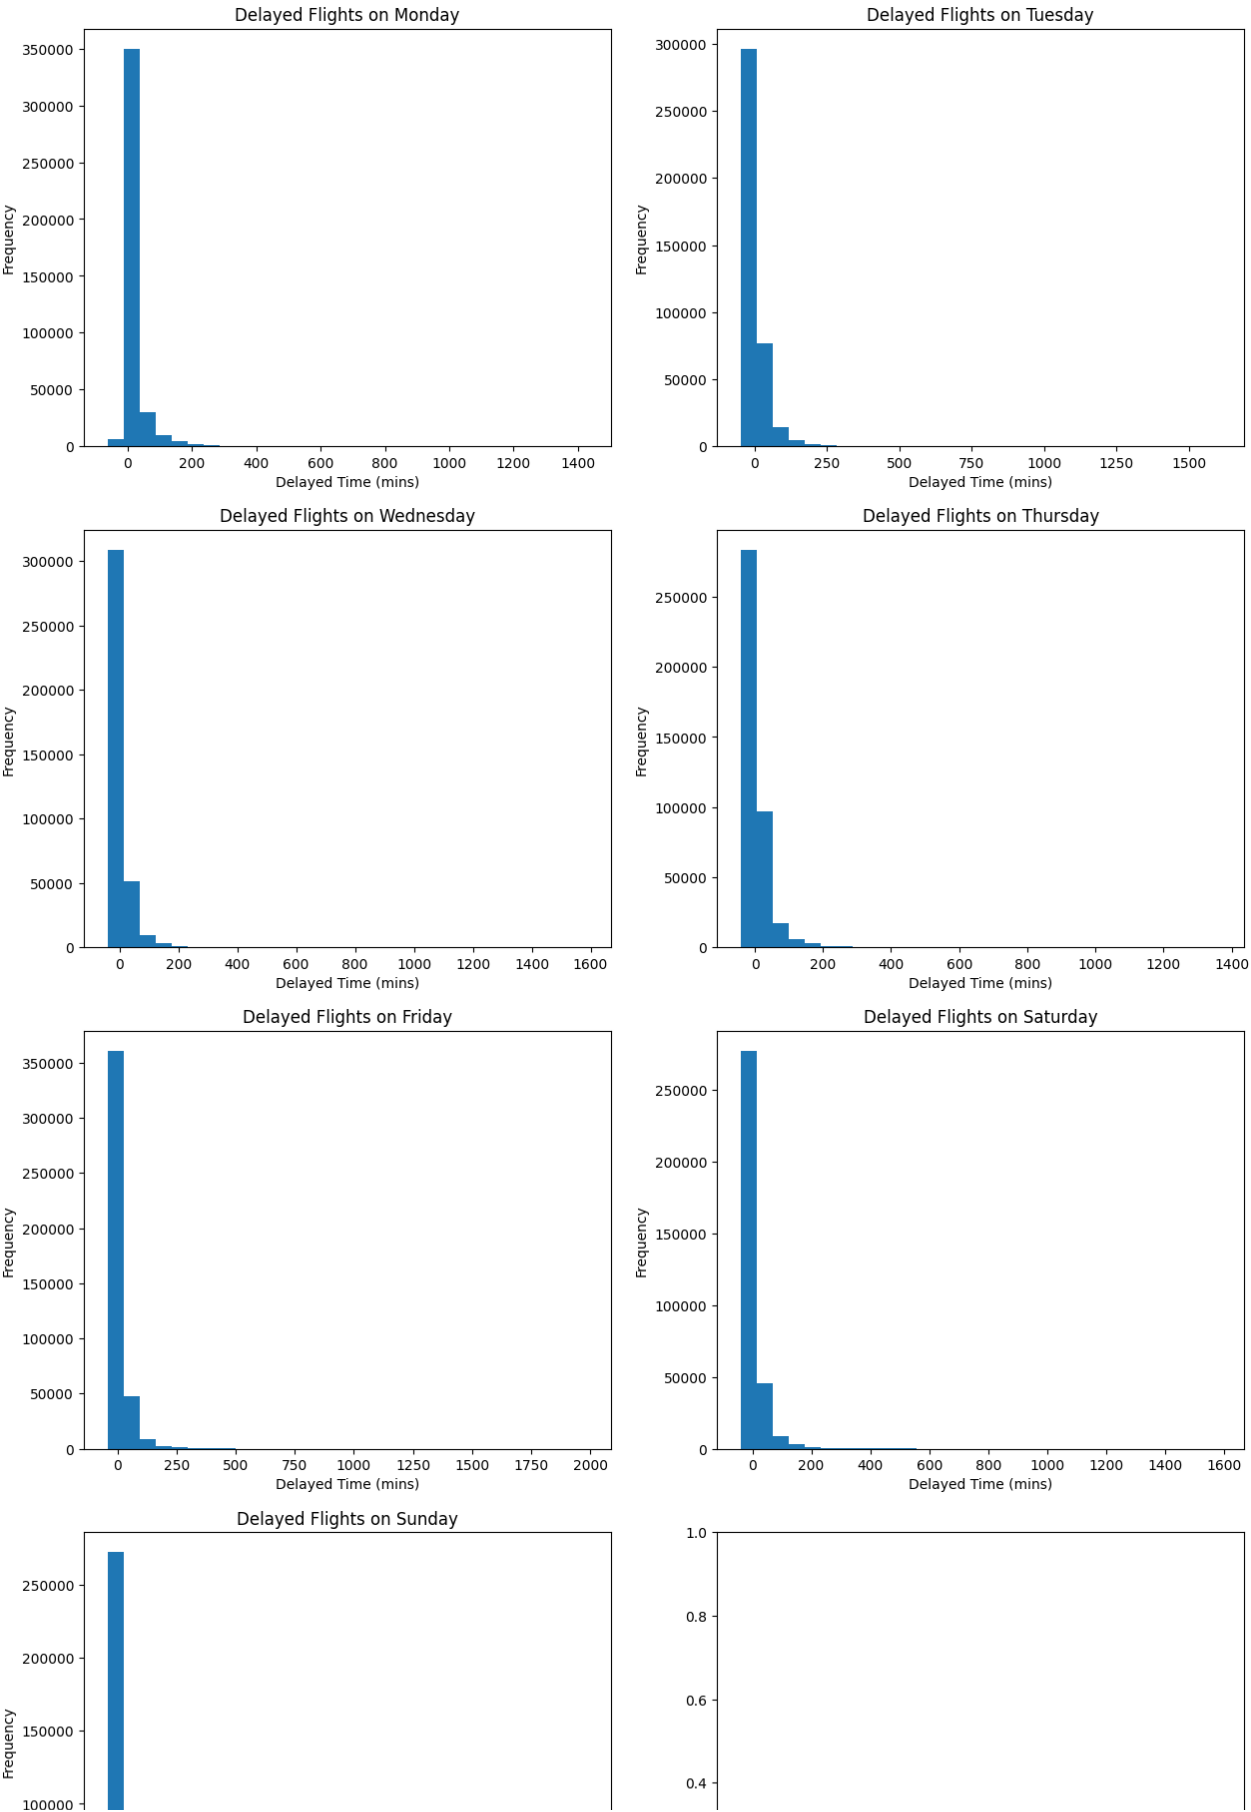 Delayed Flights on Monday
350000
300000
250000
200000
150000
100000
50000
0
Frequency
0 200 400 600 800 1000 1200 1400
Delayed Time (mins)
Delayed Flights on Tuesday
300000
250000
200000
150000
100000
50000
0
Frequency
0 250 500 750 1000 1250 1500
Delayed Time (mins)
Delayed Flights on Wednesday
300000
250000
200000
150000
100000
50000
0
Frequency
0 200 400 600 800 1000 1200 1400 1600
Delayed Time (mins)
Delayed Flights on Thursday
250000
200000
150000
100000
50000
0
Frequency
0 200 400 600 800 1000 1200 1400
Delayed Time (mins)
Delayed Flights on Friday
350000
300000
250000
200000
150000
100000
50000
0
Frequency
0 250 500 750 1000 1250 1500 1750 2000
Delayed Time (mins)
Delayed Flights on Saturday
250000
200000
150000
100000
50000
0
Frequency
0 200 400 600 800 1000 1200 1400 1600
Delayed Time (mins)
Delayed Flights on Sunday
250000
200000
150000
100000
Frequency
1.0
0.8
0.6
0.4